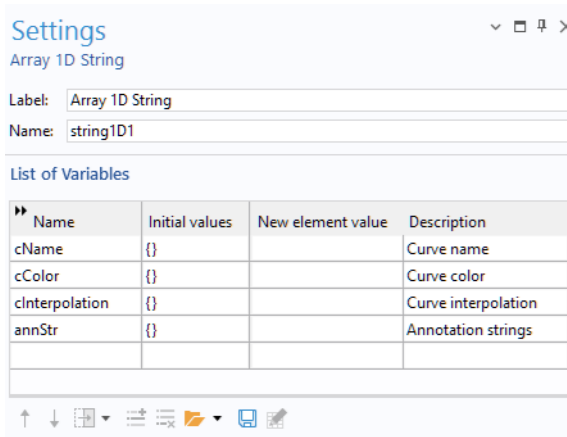 Settings
Array 1D String
Label: Array 1D String
Name: string1D1
List of Variables
Name Initial values New element value Description
cName {} Curve name
cColor {} Curve color
cInterpolation {} Curve interpolation
annStr {} Annotation strings